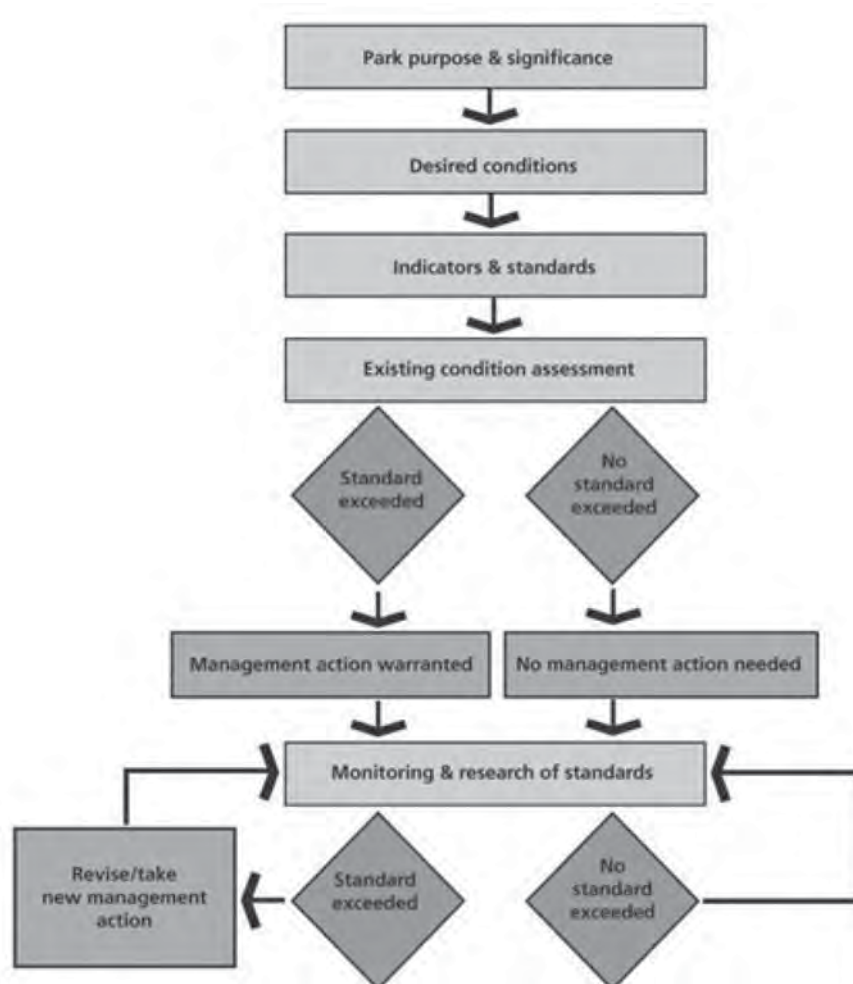 Park purpose & significance
Desired conditions
Indicators & standards
Existing condition assessment
Standard
exceeded
No
standard
exceeded
Management action warranted
No management action needed
Monitoring & research of standards
Revise/take
new management
action
Standard
exceeded
No
standard
exceeded